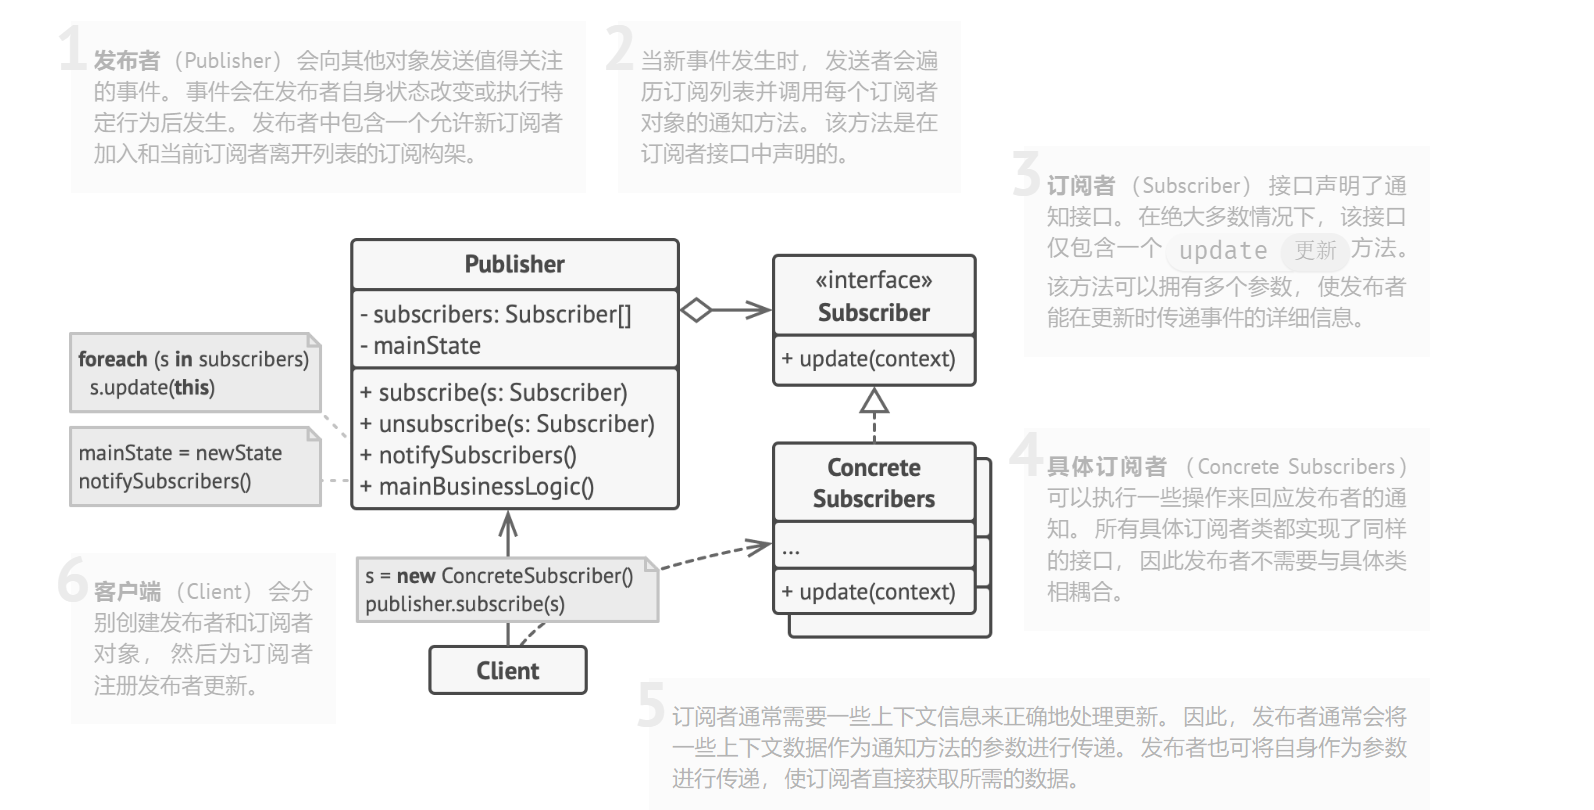 1
发布者 (Publisher) 会向其他对象发送值得关注
的事件。 事件会在发布者自身状态改变或执行特
定行为后发生。 发布者中包含一个允许新订阅者
加入和当前订阅者离开列表的订阅构架。
2
当新事件发生时， 发送者会遍
历订阅列表并调用每个订阅者
对象的通知方法。 该方法是在
订阅者接口中声明的。
3
订阅者 (Subscriber) 接口声明了通
知接口。 在绝大多数情况下， 该接口
仅包含一个 update 更新 方法。
该方法可以拥有多个参数， 使发布者
能在更新时传递事件的详细信息。
Publisher
- subscribers: Subscriber[]
- mainState
+ subscribe(s: Subscriber)
+ unsubscribe(s: Subscriber)
+ notifySubscribers()
+ mainBusinessLogic()
«interface»
Subscriber
+ update(context)
foreach (s in subscribers)
s.update(this)
mainState = newState
notifySubscribers()
Concrete
Subscribers
...
+ update(context)
4
具体订阅者 (Concrete Subscribers)
可以执行一些操作来回应发布者的通
知。 所有具体订阅者类都实现了同样
的接口， 因此发布者不需要与具体类
相耦合。
s = new ConcreteSubscriber()
publisher.subscribe(s)
Client
6
客户端 (Client) 会分
别创建发布者和订阅者
对象， 然后为订阅者
注册发布者更新。
5
订阅者通常需要一些上下文信息来正确地处理更新。 因此， 发布者通常会将
一些上下文数据作为通知方法的参数进行传递。 发布者也可将自身作为参数
进行传递， 使订阅者直接获取所需的数据。